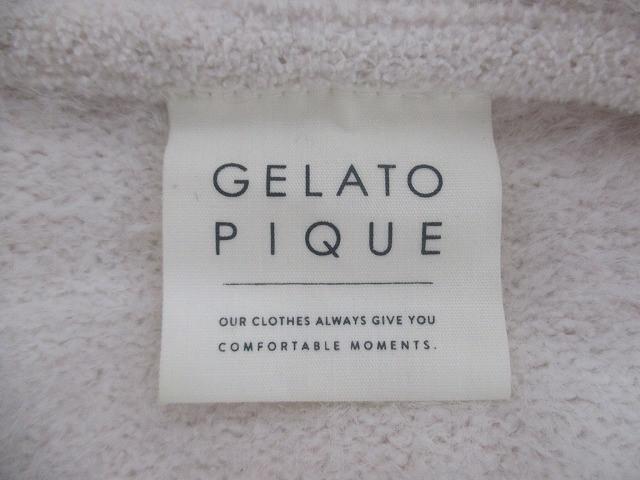 GELATO
PIQUE
OUR CLOTHES ALWAYS GIVE YOU
COMFORTABLE MOMENTS.